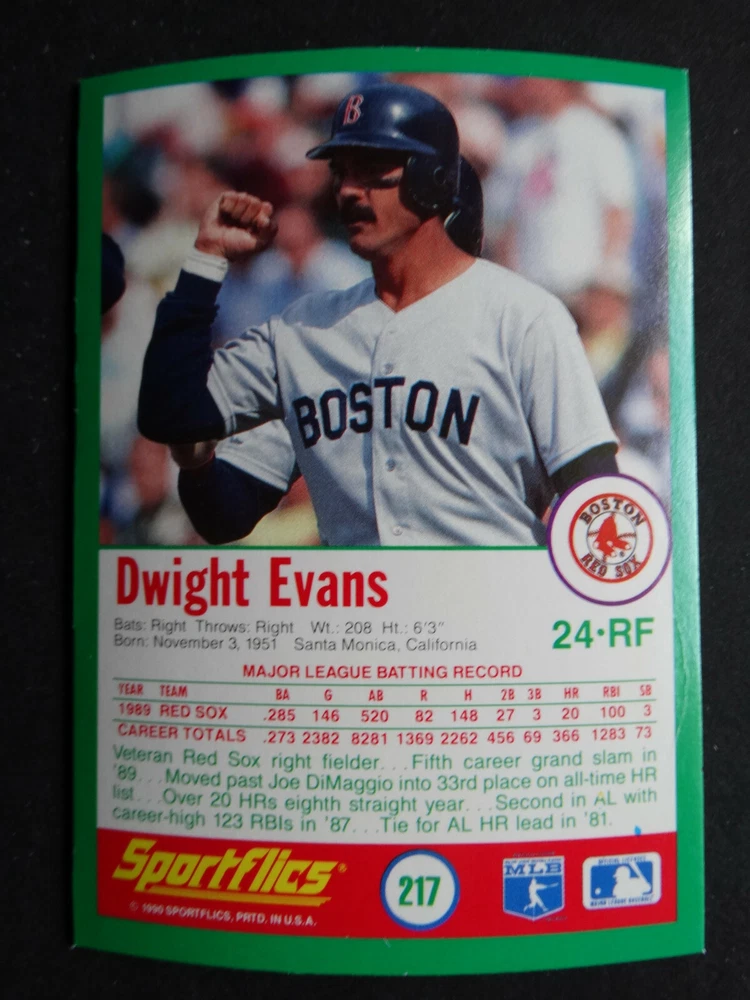 B
BOSTON
BOSTON
RED SOX
Dwight Evans
Bats: Right Throws: Right Wt.: 208 Ht.: 6'3"
Born: November 3, 1951 Santa Monica, California
24•RF
MAJOR LEAGUE BATTING RECORD
YEAR TEAM BA G AB R H 2B 3B HR RBI SB
1989 RED SOX .285 146 520 82 148 27 3 20 100 3
CAREER TOTALS .273 2382 8281 1369 2262 456 69 366 1283 73
Veteran Red Sox right fielder. . .Fifth career grand slam in
'89. . .Moved past Joe DiMaggio into 33rd place on all-time HR
list. . .Over 20 HRs eighth straight year. . .Second in AL with
career-high 123 RBIs in '87. . .Tie for AL HR lead in '81.
Sportflics®
© 1990 SPORTFLICS, PRTD. IN U.S.A.
217
MLB